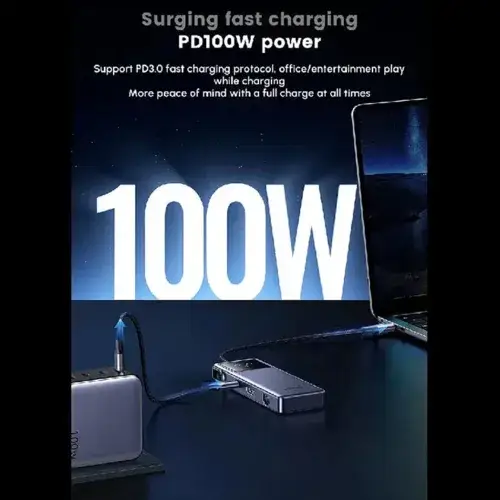 Surging fast charging
PD100W power
Support PD3.0 fast charging protocol, office/entertainment play
while charging
More peace of mind with a full charge at all times
100W
100W